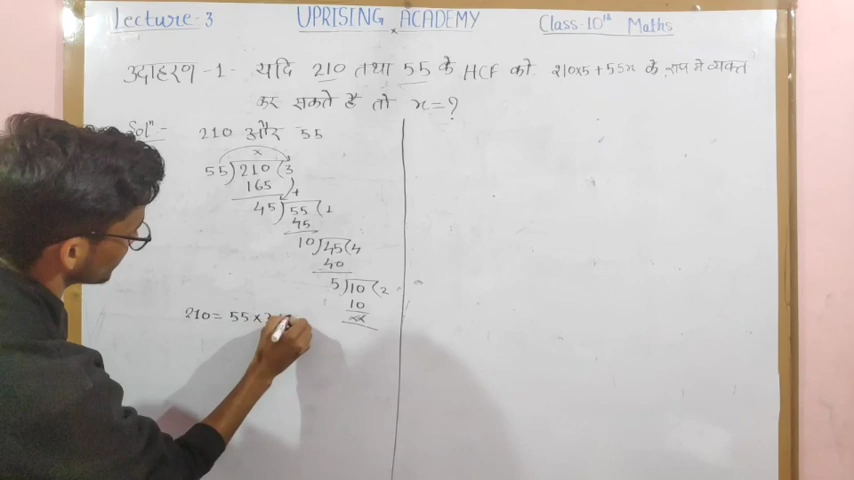 Lecture-3 UPRISING ACADEMY Class-10th Maths
उदाहरण-1- यदि 210 तथा 55 के HCF को 210x5+55x के रूप में व्यक्त
कर सकते हैं तो x=?
Solⁿ:- 210 और 55
x
55)210(3
165
+
45)55(1
45
10)45(4
40
5)10(2
10
xx
210= 55×3